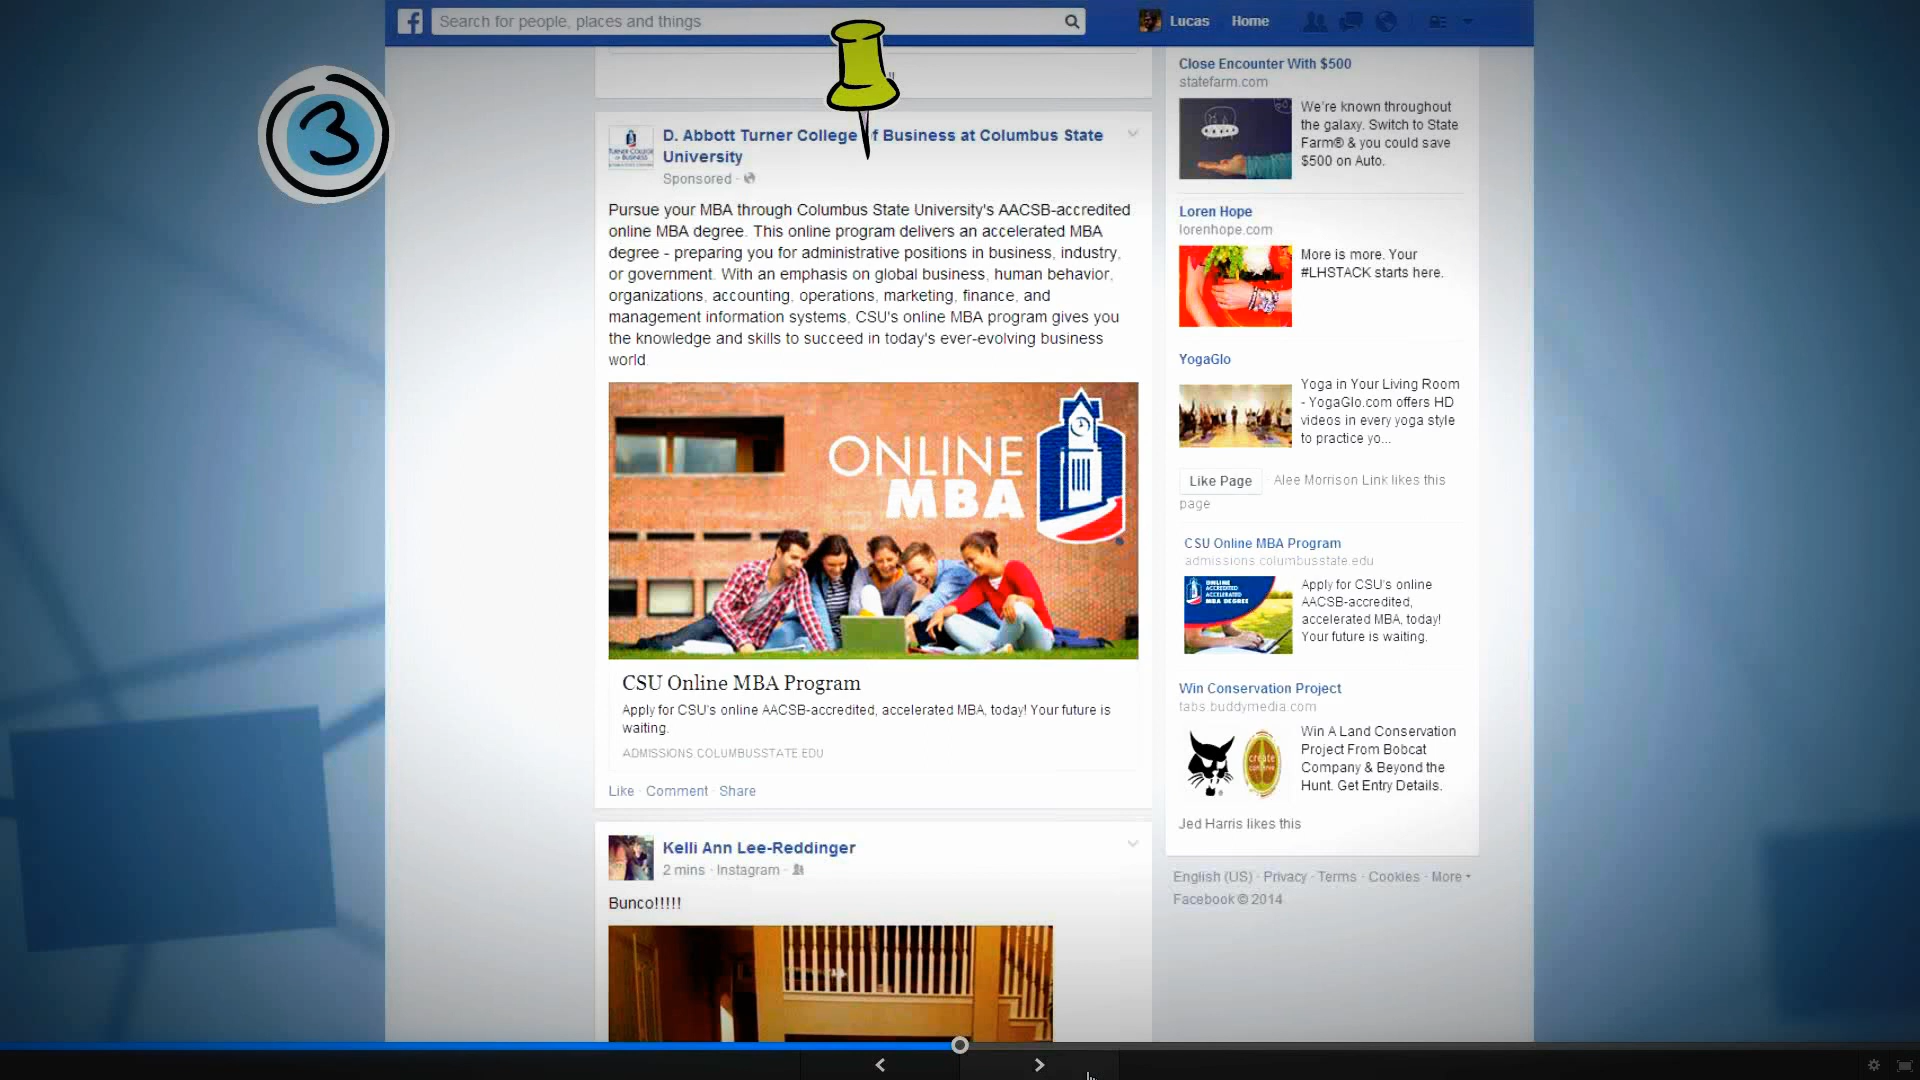 Search for people, places and things
Lucas
Home
3
D. Abbott Turner College of Business at Columbus State
University
Sponsored ·
Pursue your MBA through Columbus State University's AACSB-accredited
online MBA degree. This online program delivers an accelerated MBA
degree - preparing you for administrative positions in business, industry,
or government. With an emphasis on global business, human behavior,
organizations, accounting, operations, marketing, finance, and
management information systems, CSU's online MBA program gives you
the knowledge and skills to succeed in today's ever-evolving business
world.
ONLINE
MBA
CSU Online MBA Program
Apply for CSU's online AACSB-accredited, accelerated MBA, today! Your future is
waiting.
ADMISSIONS.COLUMBUSSTATE.EDU
Like · Comment · Share
Kelli Ann Lee-Reddinger
2 mins · Instagram ·
Bunco!!!!!
Close Encounter With $500
statefarm.com
We're known throughout
the galaxy. Switch to State
Farm® & you could save
$500 on Auto.
Loren Hope
lorenhope.com
More is more. Your
#LHSTACK starts here.
YogaGlo
Yoga in Your Living Room
- YogaGlo.com offers HD
videos in every yoga style
to practice yo...
Like Page · Alee Morrison Link likes this
page
CSU Online MBA Program
admissions.columbusstate.edu
ONLINE
ACCREDITED
ACCELERATED
MBA DEGREE
Apply for CSU's online
AACSB-accredited,
accelerated MBA, today!
Your future is waiting.
Win Conservation Project
tabs.buddymedia.com
create
conserve
Win A Land Conservation
Project From Bobcat
Company & Beyond the
Hunt. Get Entry Details.
Jed Harris likes this
English (US) · Privacy · Terms · Cookies · More
Facebook © 2014